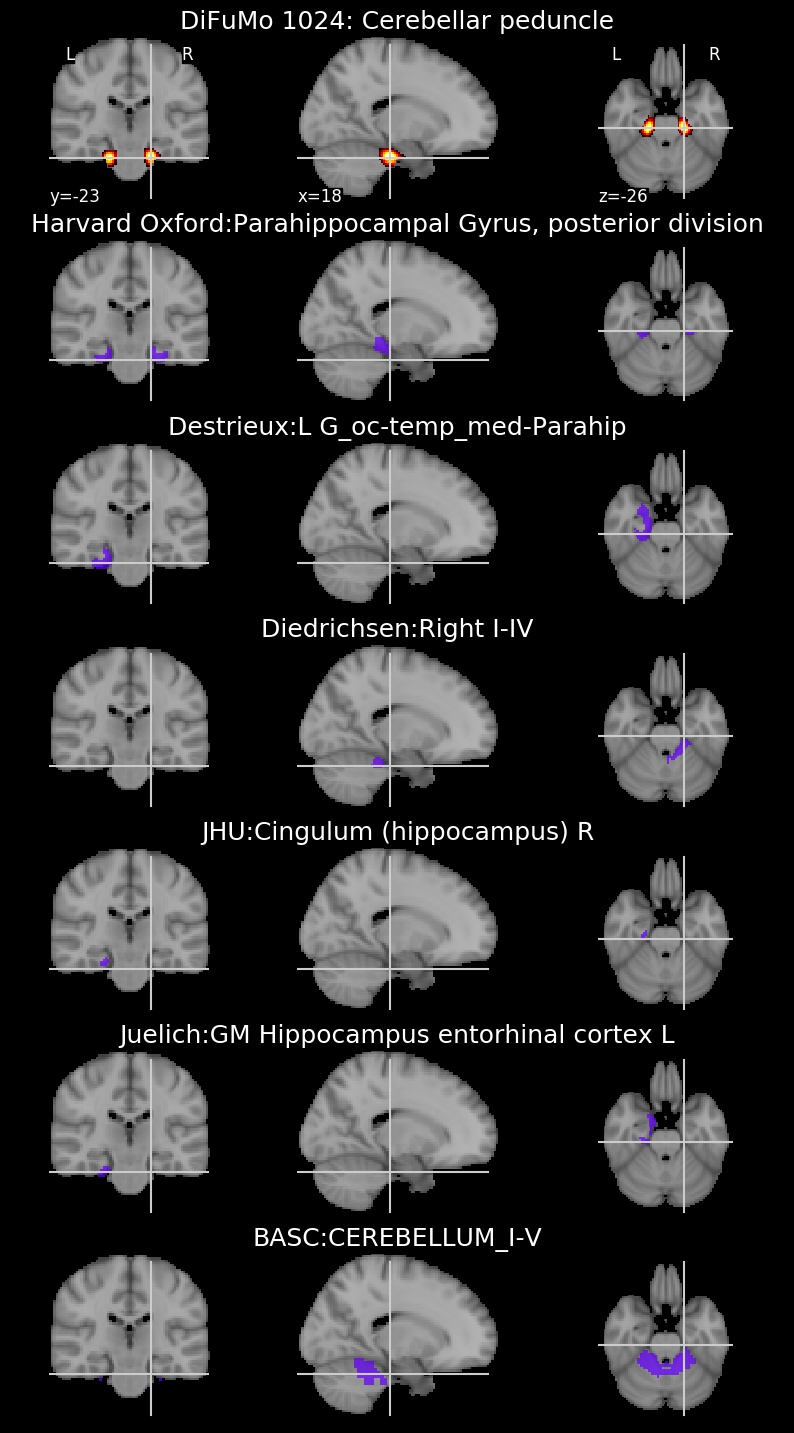 DiFuMo 1024: Cerebellar peduncle
L R L R
y=-23 x=18 z=-26
Harvard Oxford:Parahippocampal Gyrus, posterior division
Destrieux:L G_oc-temp_med-Parahip
Diedrichsen:Right I-IV
JHU:Cingulum (hippocampus) R
Juelich:GM Hippocampus entorhinal cortex L
BASC:CEREBELLUM_I-V